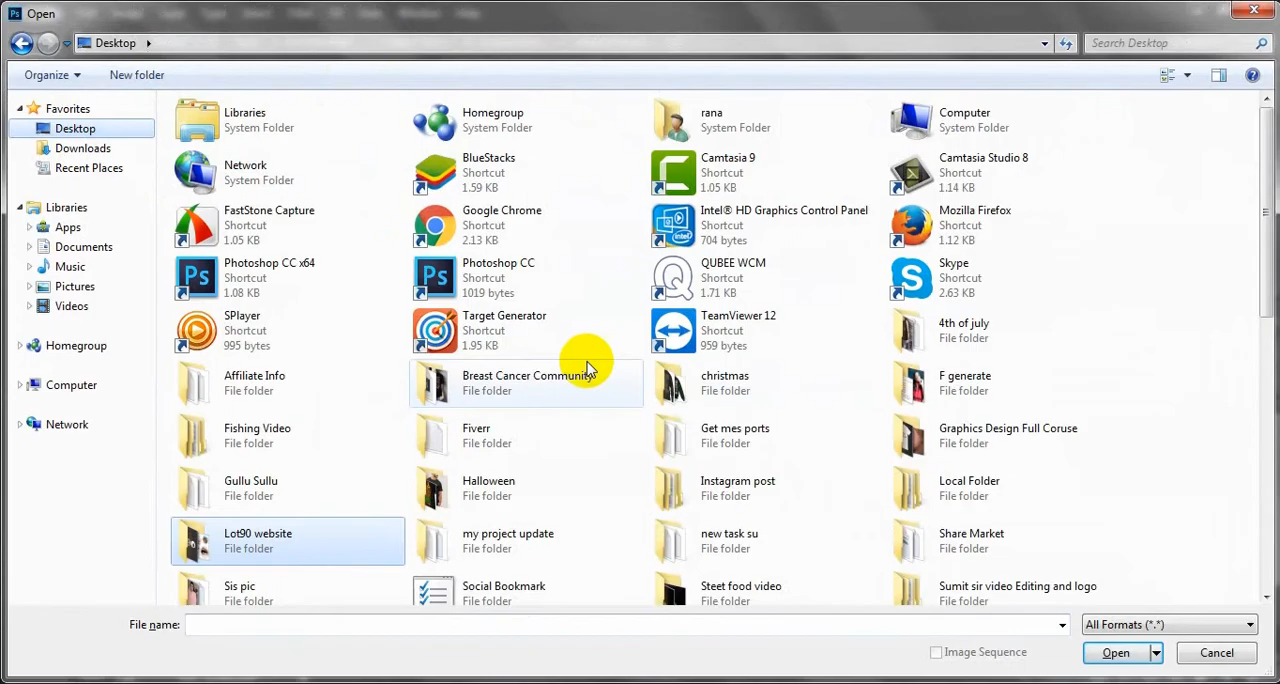 Ps Open
Desktop
Search Desktop
Organize
New folder
Favorites
Desktop
Downloads
Recent Places
Libraries
Apps
Documents
Music
Pictures
Videos
Homegroup
Computer
Network
Libraries
System Folder
Homegroup
System Folder
rana
System Folder
Computer
System Folder
Network
System Folder
BlueStacks
Shortcut
1.59 KB
Camtasia 9
Shortcut
1.05 KB
Camtasia Studio 8
Shortcut
1.14 KB
FastStone Capture
Shortcut
1.05 KB
Google Chrome
Shortcut
2.13 KB
Intel® HD Graphics Control Panel
Shortcut
704 bytes
Mozilla Firefox
Shortcut
1.12 KB
Photoshop CC x64
Shortcut
1.08 KB
Photoshop CC
Shortcut
1019 bytes
QUBEE WCM
Shortcut
1.71 KB
Skype
Shortcut
2.63 KB
SPlayer
Shortcut
995 bytes
Target Generator
Shortcut
1.95 KB
TeamViewer 12
Shortcut
959 bytes
4th of july
File folder
Affiliate Info
File folder
Breast Cancer Community
File folder
christmas
File folder
F generate
File folder
Fishing Video
File folder
Fiverr
File folder
Get mes ports
File folder
Graphics Design Full Coruse
File folder
Gullu Sullu
File folder
Halloween
File folder
Instagram post
File folder
Local Folder
File folder
Lot90 website
File folder
my project update
File folder
new task su
File folder
Share Market
File folder
Sis pic
File folder
Social Bookmark
File folder
Steet food video
File folder
Sumit sir video Editing and logo
File folder
File name:
All Formats (*.*)
Image Sequence
Open
Cancel